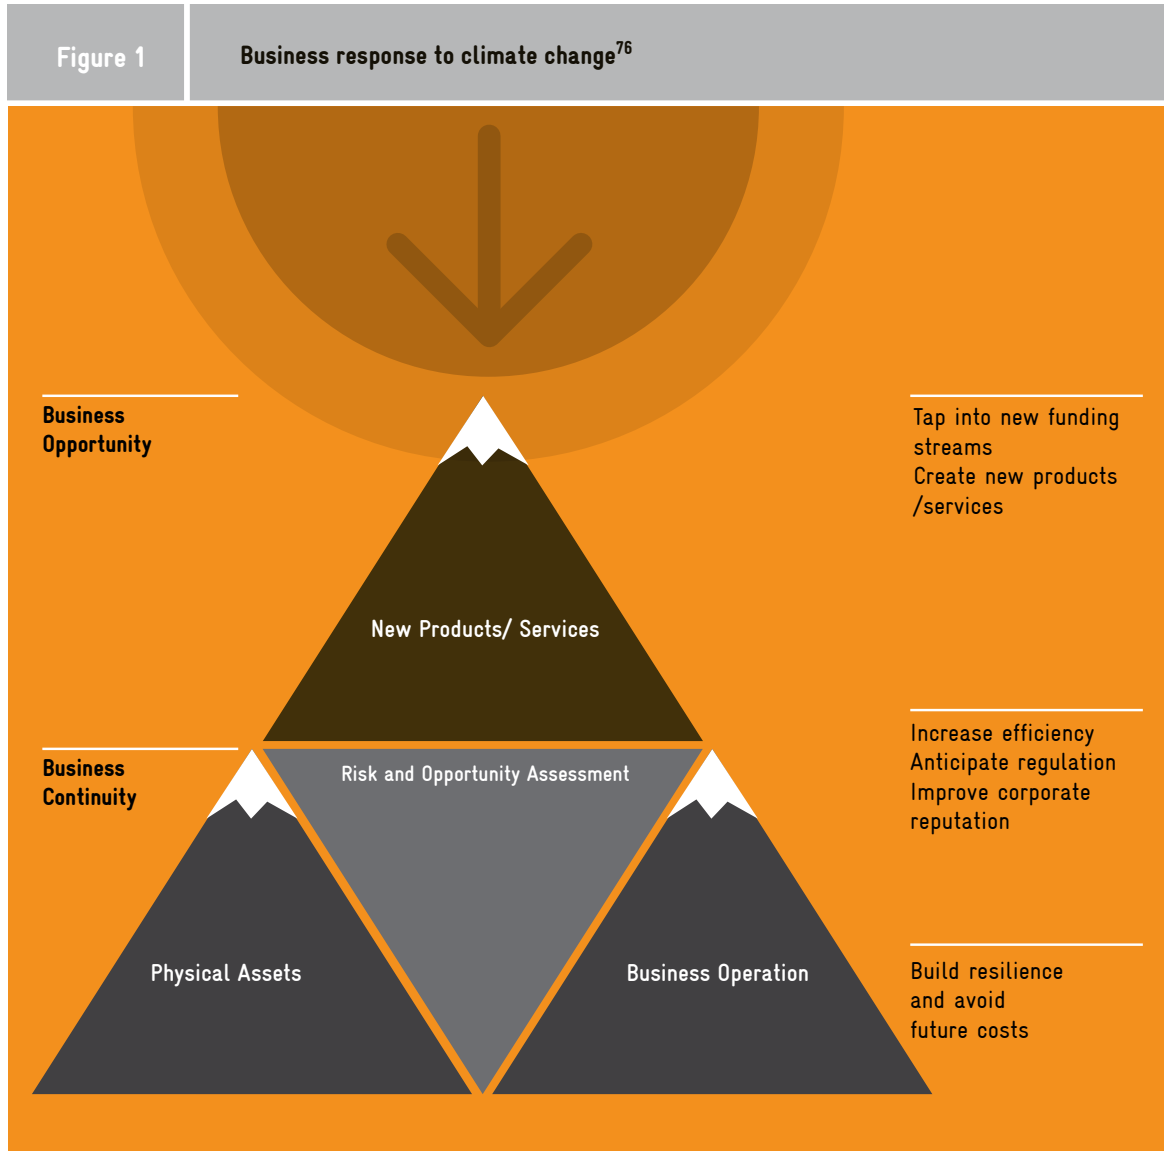 Figure 1
Business response to climate change76
Business
Opportunity
Tap into new funding
streams
Create new products
/services
New Products/ Services
Business
Continuity
Risk and Opportunity Assessment
Increase efficiency
Anticipate regulation
Improve corporate
reputation
Physical Assets
Business Operation
Build resilience
and avoid
future costs